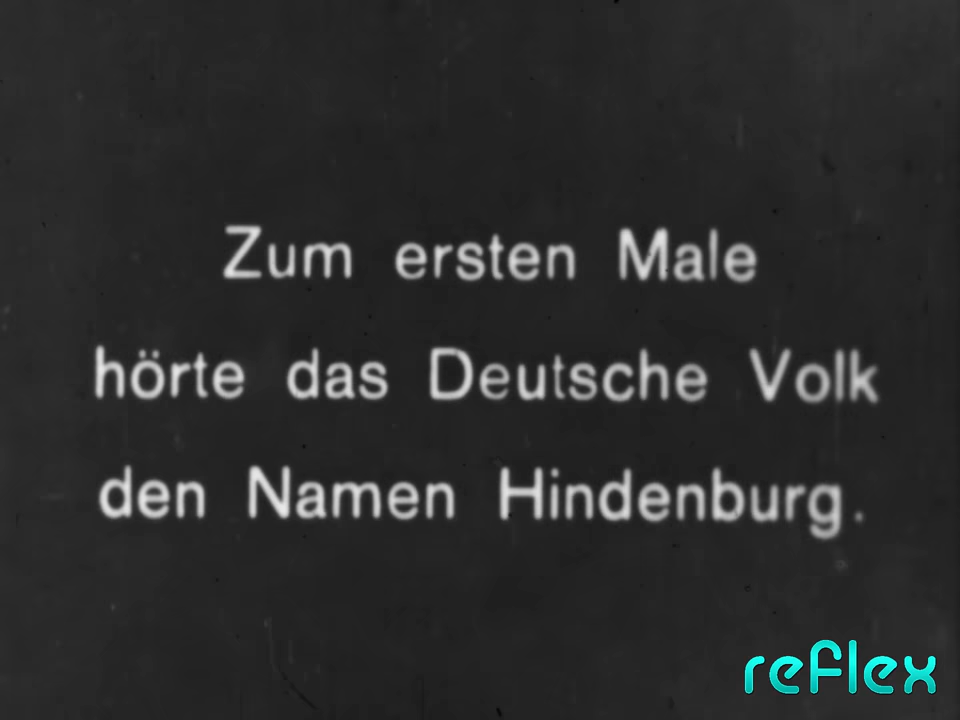 Zum ersten Male
hörte das Deutsche Volk
den Namen Hindenburg.
reflex